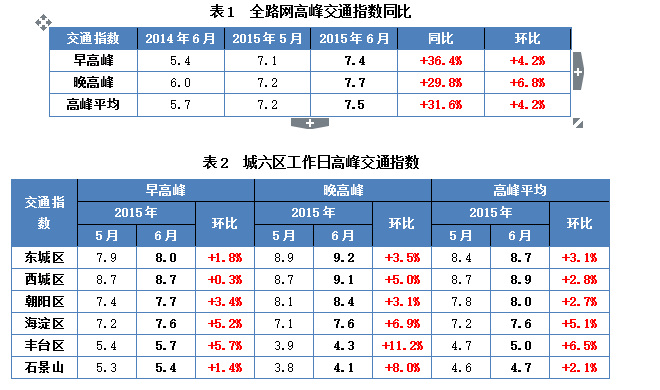 表1 全路网高峰交通指数同比
交通指数 2014年6月 2015年5月 2015年6月 同比 环比
早高峰 5.4 7.1 7.4 +36.4% +4.2%
晚高峰 6.0 7.2 7.7 +29.8% +6.8%
高峰平均 5.7 7.2 7.5 +31.6% +4.2%
表2 城六区工作日高峰交通指数
交通指数 早高峰 晚高峰 高峰平均
2015年 环比 2015年 环比 2015年 环比
5月 6月 5月 6月 5月 6月
东城区 7.9 8.0 +1.8% 8.9 9.2 +3.5% 8.4 8.7 +3.1%
西城区 8.7 8.7 +0.3% 8.7 9.1 +5.0% 8.7 8.9 +2.8%
朝阳区 7.4 7.7 +3.4% 8.1 8.4 +3.1% 7.8 8.0 +2.7%
海淀区 7.2 7.6 +5.2% 7.1 7.6 +6.9% 7.2 7.6 +5.1%
丰台区 5.4 5.7 +5.7% 3.9 4.3 +11.2% 4.7 5.0 +6.5%
石景山 5.3 5.4 +1.4% 3.8 4.1 +8.0% 4.6 4.7 +2.1%